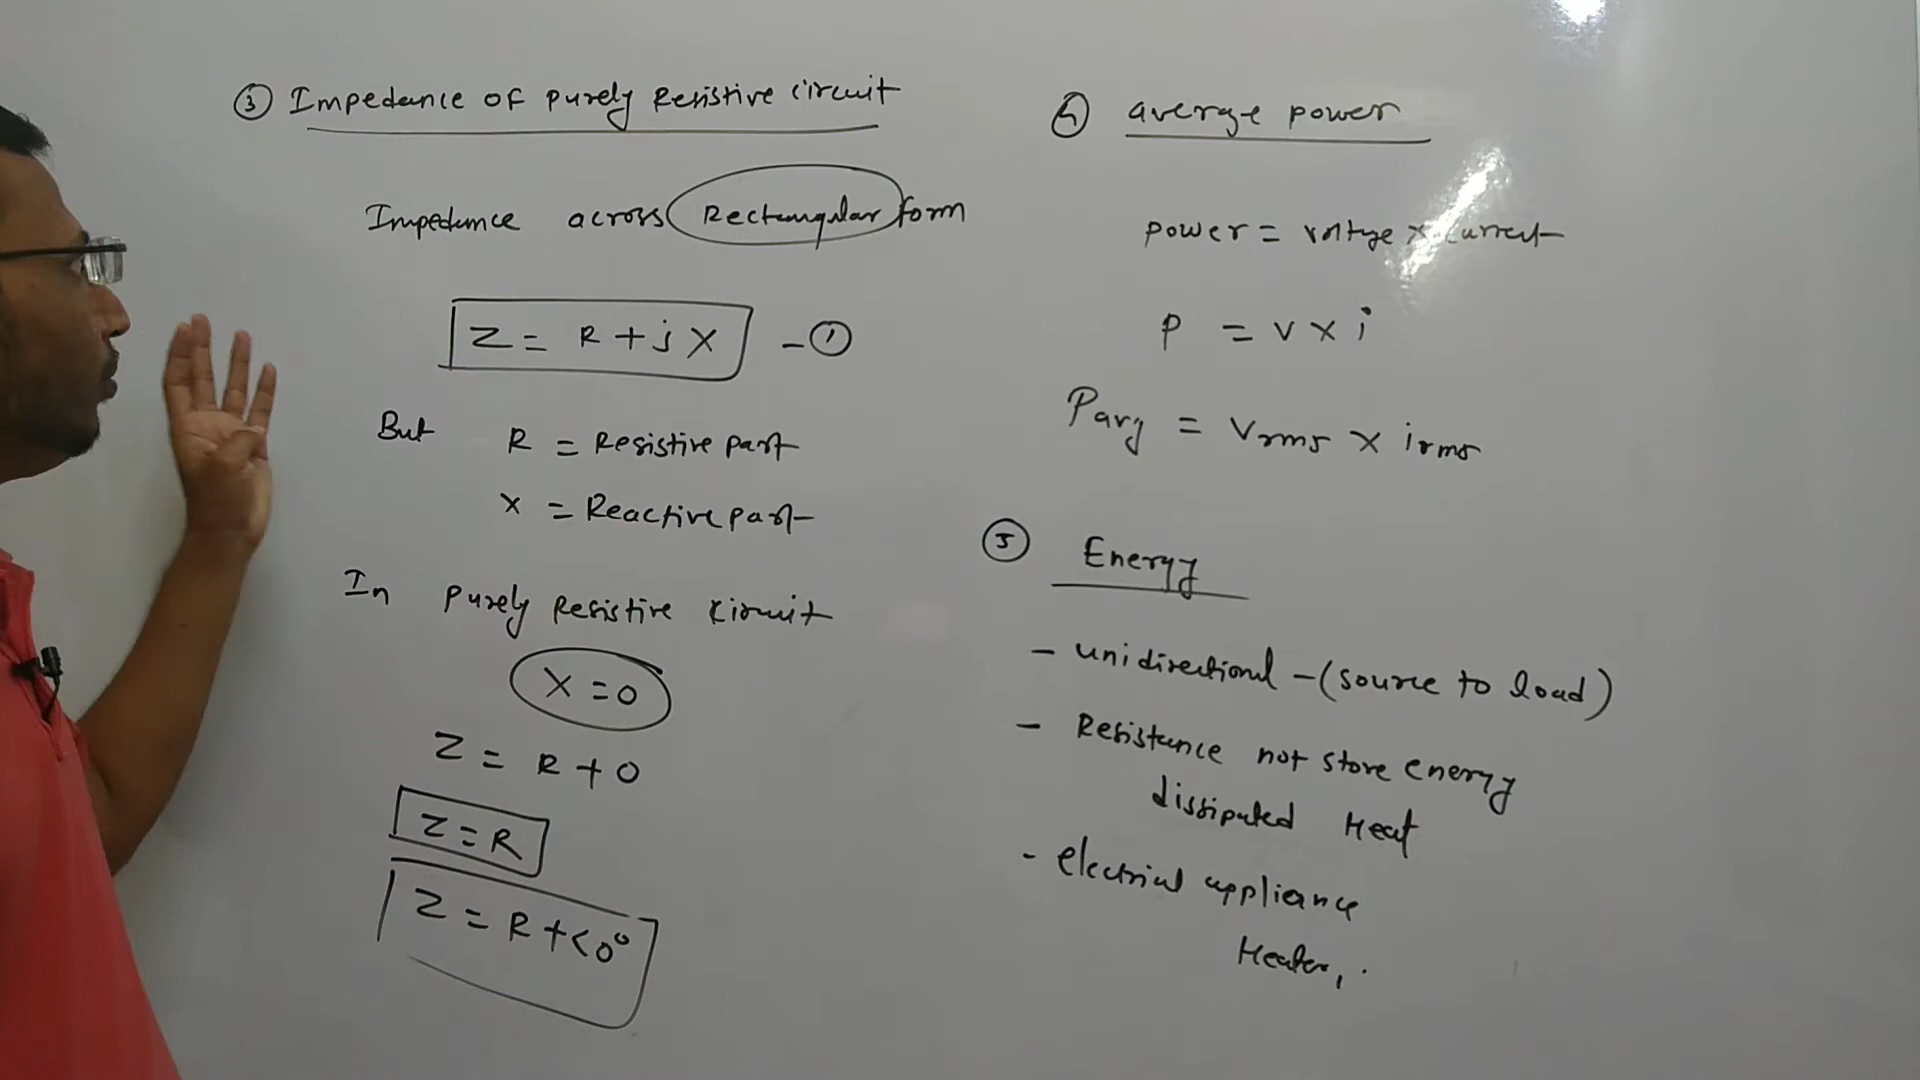 ③ Impedance of purely Resistive circuit
Impedance across Rectangular form
Z = R + j X - ①
But R = Resistive part
X = Reactive part
In purely Resistive circuit
X = 0
Z = R + 0
Z = R
Z = R + < 0°
④ average power
power = voltage × current
P = V × i
Pavg = Vrms × irms
⑤ Energy
- unidirectional - (source to load)
- Resistance not store energy
dissipated Heat
- electrical appliance
Heater, .